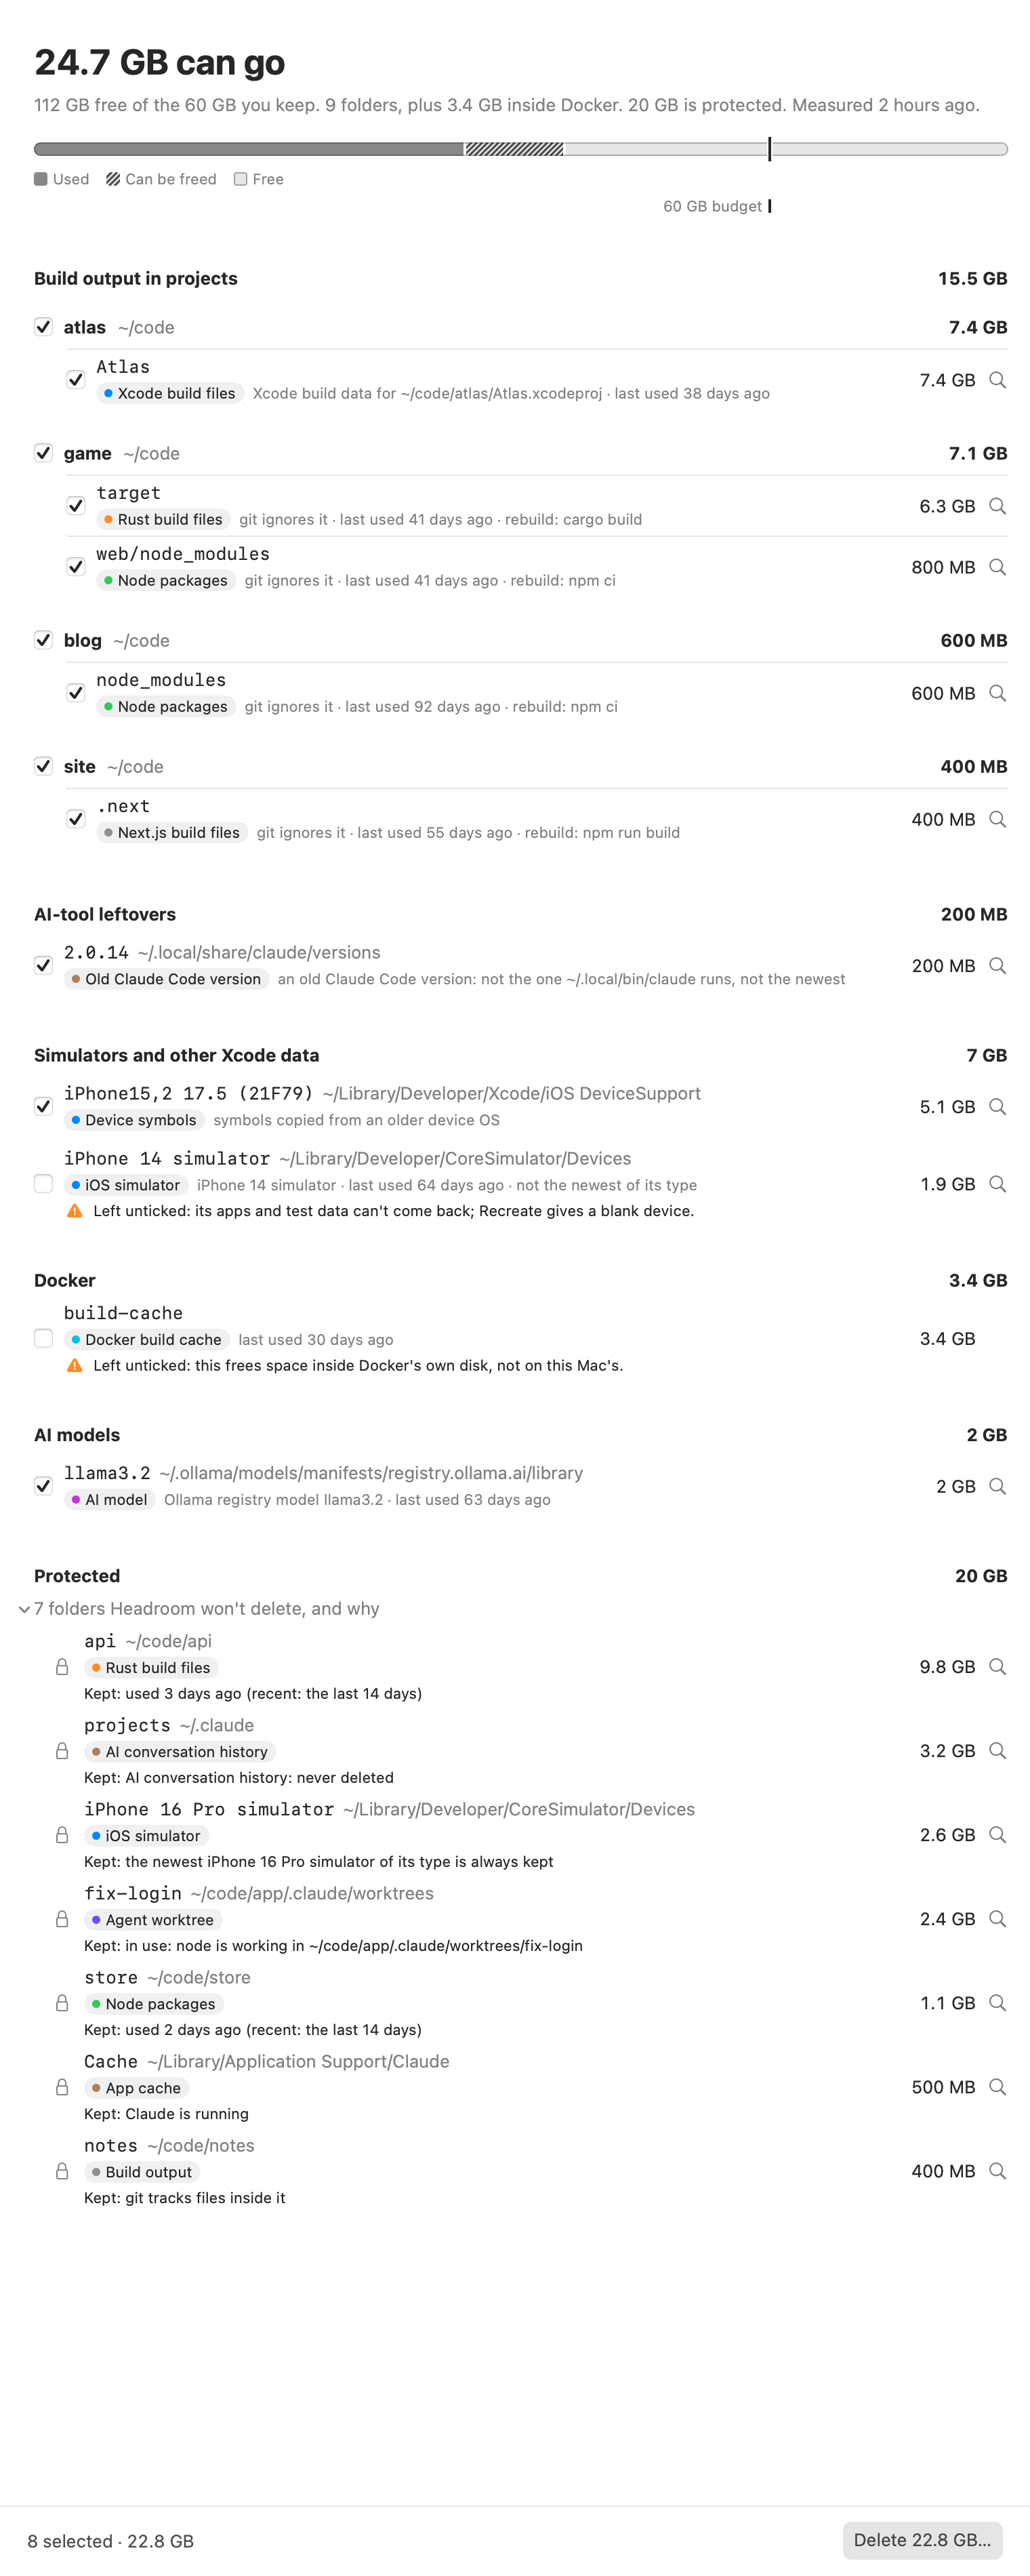 24.7 GB can go
112 GB free of the 60 GB you keep. 9 folders, plus 3.4 GB inside Docker. 20 GB is protected. Measured 2 hours ago.
Used Can be freed Free
60 GB budget
Build output in projects 15.5 GB
atlas ~/code 7.4 GB
Atlas
Xcode build files Xcode build data for ~/code/atlas/Atlas.xcodeproj · last used 38 days ago 7.4 GB
game ~/code 7.1 GB
target
Rust build files git ignores it · last used 41 days ago · rebuild: cargo build 6.3 GB
web/node_modules
Node packages git ignores it · last used 41 days ago · rebuild: npm ci 800 MB
blog ~/code 600 MB
node_modules
Node packages git ignores it · last used 92 days ago · rebuild: npm ci 600 MB
site ~/code 400 MB
.next
Next.js build files git ignores it · last used 55 days ago · rebuild: npm run build 400 MB
AI-tool leftovers 200 MB
2.0.14 ~/.local/share/claude/versions
Old Claude Code version an old Claude Code version: not the one ~/.local/bin/claude runs, not the newest 200 MB
Simulators and other Xcode data 7 GB
iPhone15,2 17.5 (21F79) ~/Library/Developer/Xcode/iOS DeviceSupport
Device symbols symbols copied from an older device OS 5.1 GB
iPhone 14 simulator ~/Library/Developer/CoreSimulator/Devices
iOS simulator iPhone 14 simulator · last used 64 days ago · not the newest of its type 1.9 GB
Left unticked: its apps and test data can't come back; Recreate gives a blank device.
Docker 3.4 GB
build-cache
Docker build cache last used 30 days ago 3.4 GB
Left unticked: this frees space inside Docker's own disk, not on this Mac's.
AI models 2 GB
llama3.2 ~/.ollama/models/manifests/registry.ollama.ai/library
AI model Ollama registry model llama3.2 · last used 63 days ago 2 GB
Protected 20 GB
7 folders Headroom won't delete, and why
api ~/code/api
Rust build files 9.8 GB
Kept: used 3 days ago (recent: the last 14 days)
projects ~/.claude
AI conversation history 3.2 GB
Kept: AI conversation history: never deleted
iPhone 16 Pro simulator ~/Library/Developer/CoreSimulator/Devices
iOS simulator 2.6 GB
Kept: the newest iPhone 16 Pro simulator of its type is always kept
fix-login ~/code/app/.claude/worktrees
Agent worktree 2.4 GB
Kept: in use: node is working in ~/code/app/.claude/worktrees/fix-login
store ~/code/store
Node packages 1.1 GB
Kept: used 2 days ago (recent: the last 14 days)
Cache ~/Library/Application Support/Claude
App cache 500 MB
Kept: Claude is running
notes ~/code/notes
Build output 400 MB
Kept: git tracks files inside it
8 selected · 22.8 GB Delete 22.8 GB...